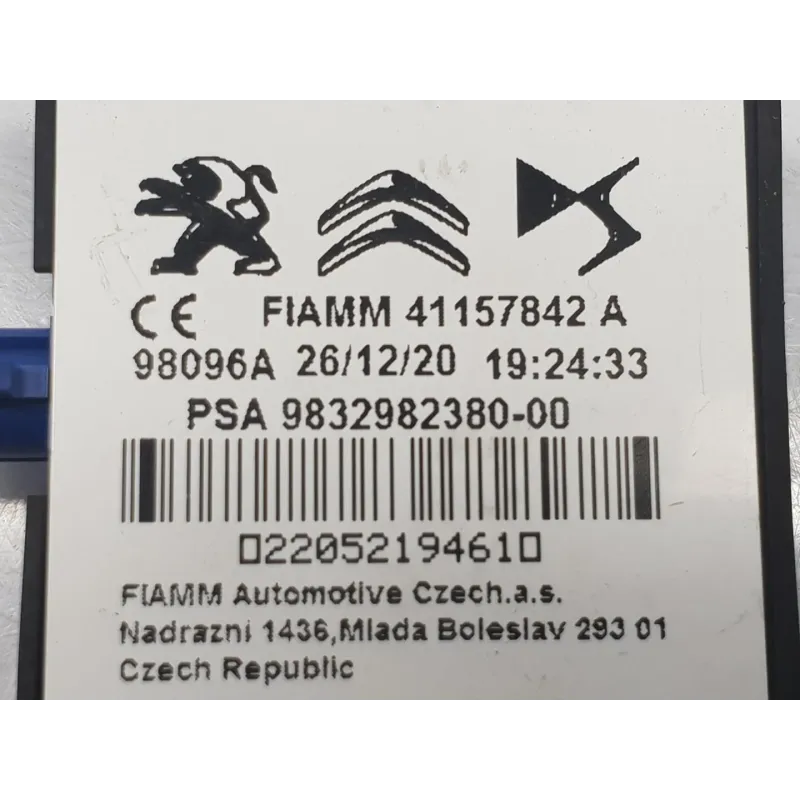 CE FIAMM 41157842 A
98096A 26/12/20 19:24:33
PSA 9832982380-00
022052194610
FIAMM Automotive Czech.a.s.
Nadrazni 1436,Mlada Boleslav 293 01
Czech Republic